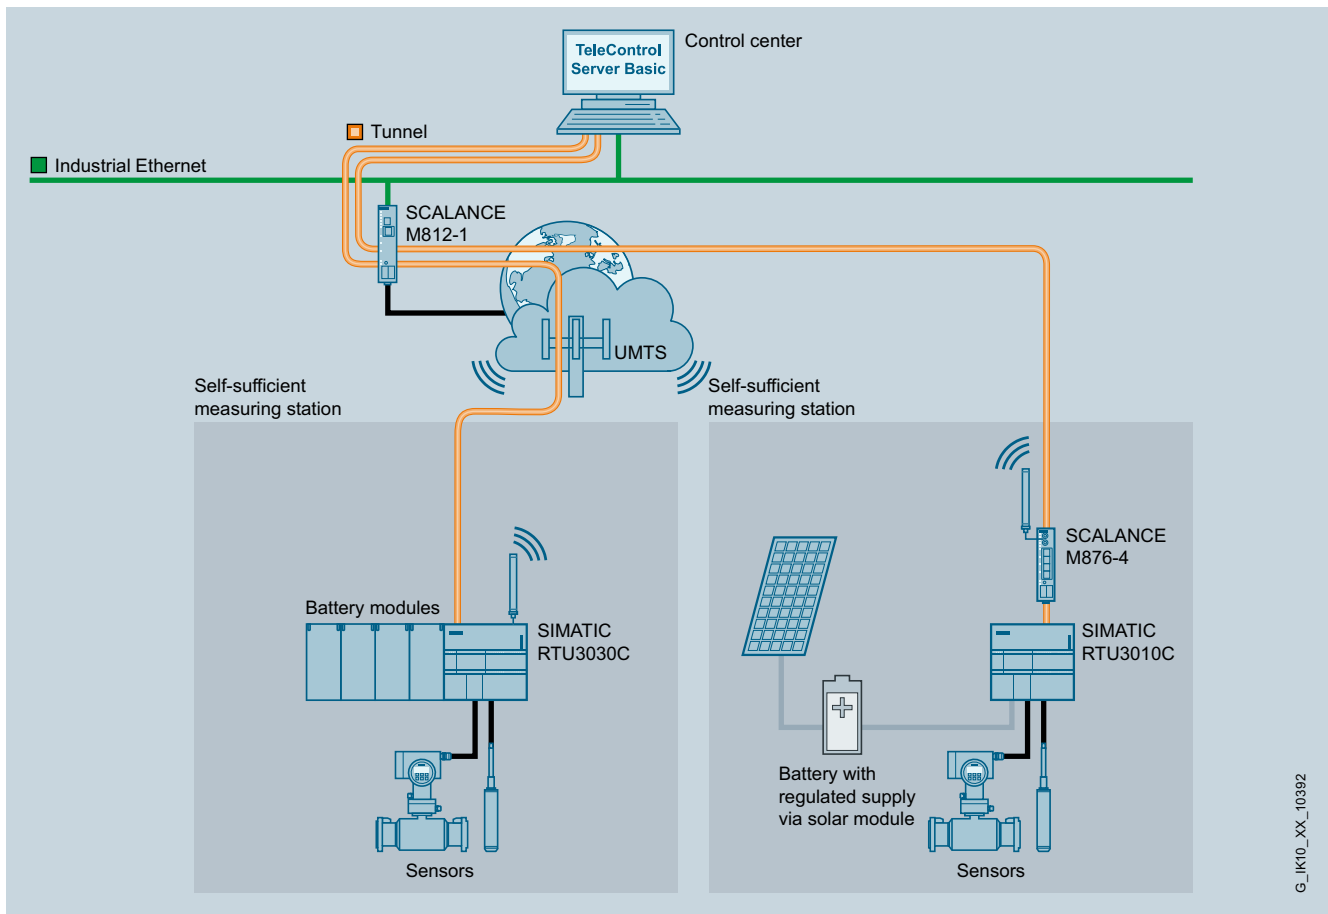 TeleControl
Server Basic
Control center
Tunnel
Industrial Ethernet
SCALANCE
M812-1
UMTS
Self-sufficient
measuring station
Self-sufficient
measuring station
SCALANCE
M876-4
Battery modules
SIMATIC
RTU3030C
SIMATIC
RTU3010C
Battery with
regulated supply
via solar module
Sensors
Sensors
G_IK10_XX_10392